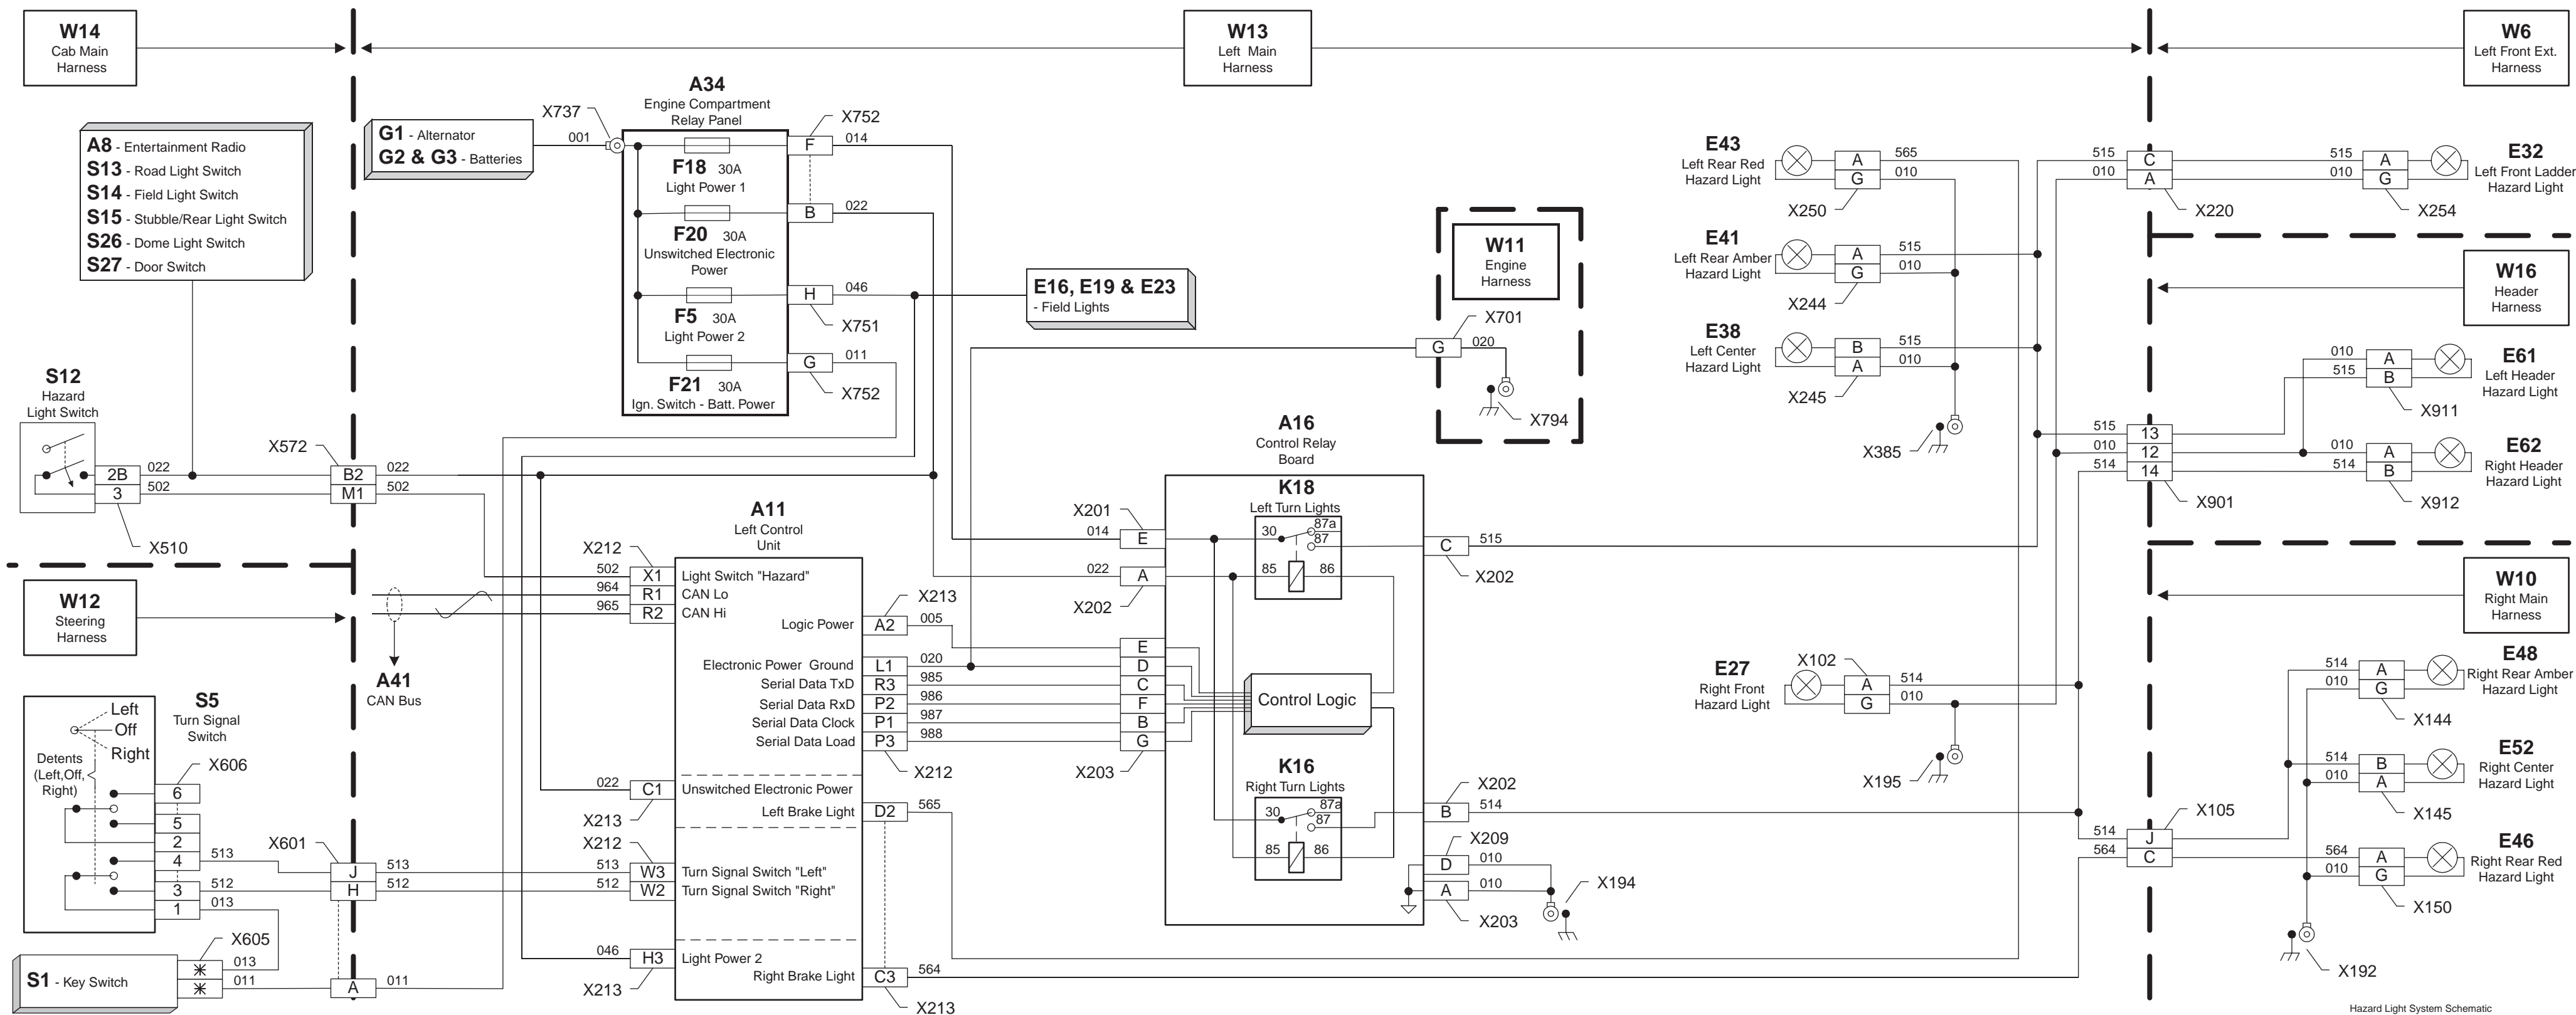 W14
Cab Main
Harness
W13
Left Main
Harness
W6
Left Front Ext.
Harness
A8 - Entertainment Radio
S13 - Road Light Switch
S14 - Field Light Switch
S15 - Stubble/Rear Light Switch
S26 - Dome Light Switch
S27 - Door Switch
G1 - Alternator
G2 & G3 - Batteries
X737
001
A34
Engine Compartment
Relay Panel
F18 30A
Light Power 1
F20 30A
Unswitched Electronic
Power
F5 30A
Light Power 2
F21 30A
Ign. Switch - Batt. Power
X752
F 014
B 022
H 046
X751
G 011
X752
E16, E19 & E23
- Field Lights
W11
Engine
Harness
X701
G 020
X794
E43
Left Rear Red
Hazard Light
A 565
G 010
X250
E41
Left Rear Amber
Hazard Light
A 515
G 010
X244
E38
Left Center
Hazard Light
B 515
A 010
X245
X385
515 C 515 A
010 A 010 G
X220
X254
E32
Left Front Ladder
Hazard Light
W16
Header
Harness
010 A
515 B
X911
E61
Left Header
Hazard Light
515 13
010 12 010 A
514 14 514 B
X901
X912
E62
Right Header
Hazard Light
S12
Hazard
Light Switch
2B 022
3 502
X510
X572
B2 022
M1 502
W12
Steering
Harness
A41
CAN Bus
A11
Left Control
Unit
X212
502 X1 Light Switch "Hazard"
964 R1 CAN Lo
965 R2 CAN Hi
X213
Logic Power A2 005
Electronic Power Ground L1 020
Serial Data TxD R3 985
Serial Data RxD P2 986
Serial Data Clock P1 987
Serial Data Load P3 988
X212
022 C1 Unswitched Electronic Power
X213
Left Brake Light D2 565
X212
513 W3 Turn Signal Switch "Left"
512 W2 Turn Signal Switch "Right"
046 H3 Light Power 2
X213
Right Brake Light C3 564
X213
A16
Control Relay
Board
K18
Left Turn Lights
30 87a
87
85 86
X201
014 E
022 A
X202
C 515
X202
E
D
C
F
B
G
X203
Control Logic
K16
Right Turn Lights
30 87a
87
85 86
X202
B 514
X209
D 010
A 010
X203
X194
E27
Right Front
Hazard Light
X102
A 514
G 010
X195
W10
Right Main
Harness
514 A
010 G
X144
E48
Right Rear Amber
Hazard Light
514 B
010 A
X145
E52
Right Center
Hazard Light
X105
514 J
564 C 564 A
010 G
X150
E46
Right Rear Red
Hazard Light
X192
S5
Turn Signal
Switch
Left
Off
Right
Detents
(Left,Off,
Right)
X606
6
5
2
4 513
3 512
1 013
X601
J 513
H 512
X605
013
011
A 011
S1 - Key Switch
Hazard Light System Schematic